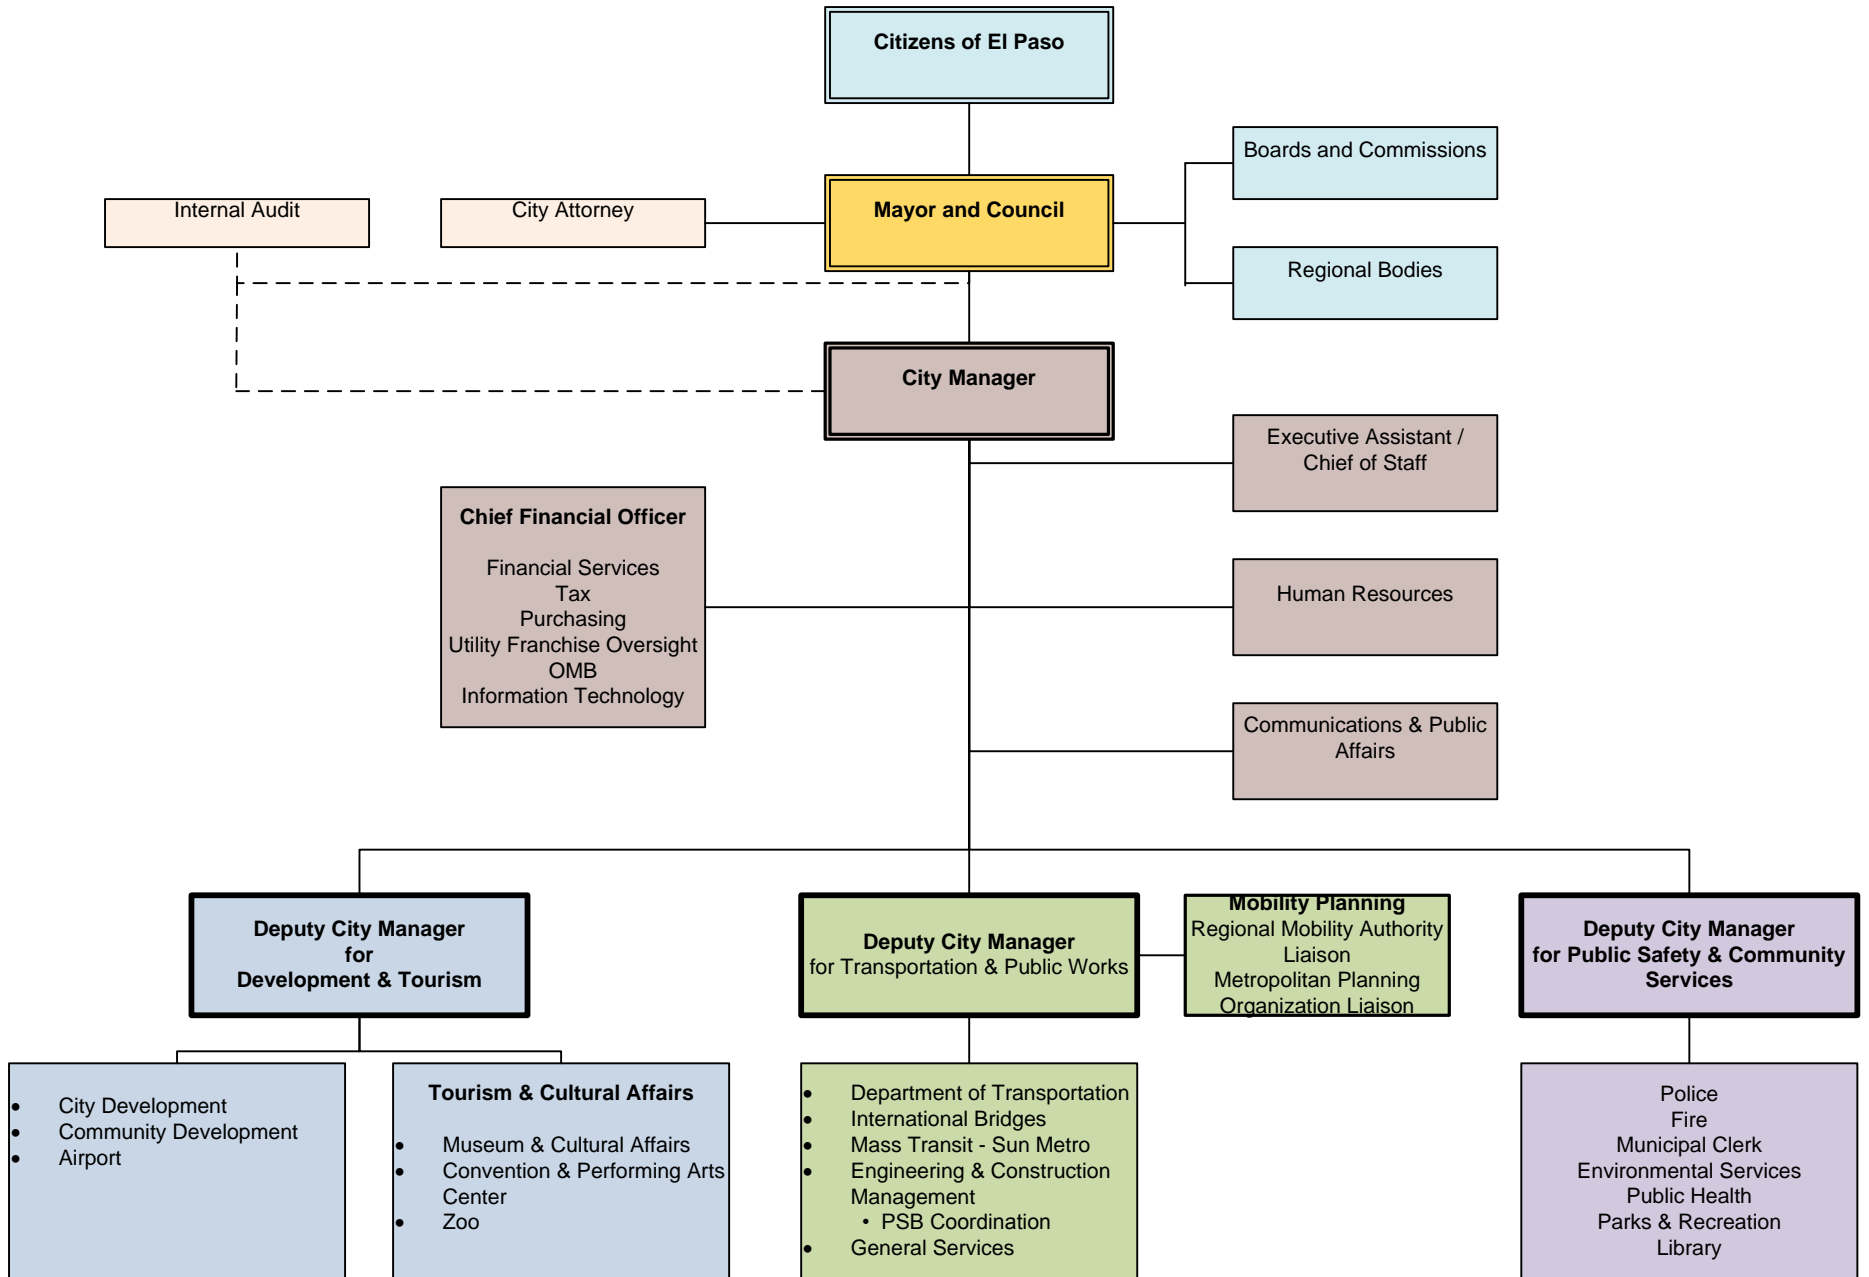 Citizens of El Paso
Boards and Commissions
Internal Audit
City Attorney
Mayor and Council
Regional Bodies
City Manager
Executive Assistant /
Chief of Staff
Chief Financial Officer
Financial Services
Tax
Purchasing
Utility Franchise Oversight
OMB
Information Technology
Human Resources
Communications & Public
Affairs
Deputy City Manager
for
Development & Tourism
Deputy City Manager
for Transportation & Public Works
Mobility Planning
Regional Mobility Authority
Liaison
Metropolitan Planning
Organization Liaison
Deputy City Manager
for Public Safety & Community
Services
• City Development
• Community Development
• Airport
Tourism & Cultural Affairs
• Museum & Cultural Affairs
• Convention & Performing Arts
Center
• Zoo
• Department of Transportation
• International Bridges
• Mass Transit - Sun Metro
• Engineering & Construction
Management
• PSB Coordination
• General Services
Police
Fire
Municipal Clerk
Environmental Services
Public Health
Parks & Recreation
Library